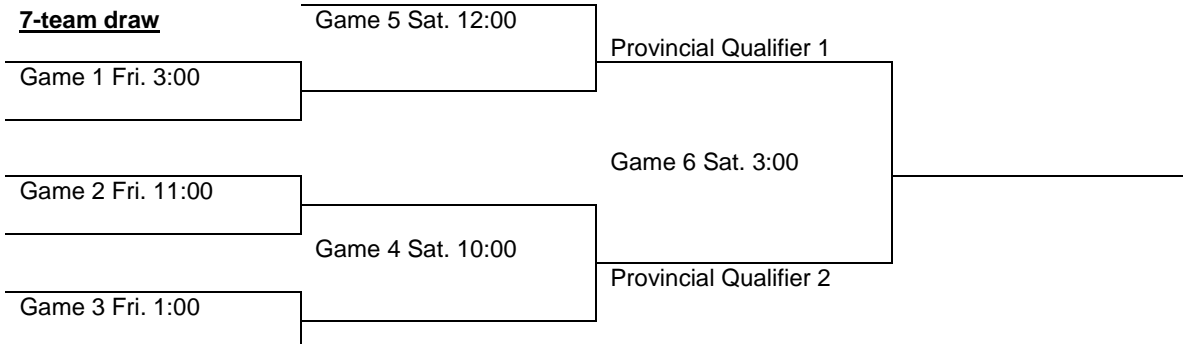 7-team draw
Game 5 Sat. 12:00
Provincial Qualifier 1
Game 1 Fri. 3:00
Game 6 Sat. 3:00
Game 2 Fri. 11:00
Game 4 Sat. 10:00
Provincial Qualifier 2
Game 3 Fri. 1:00